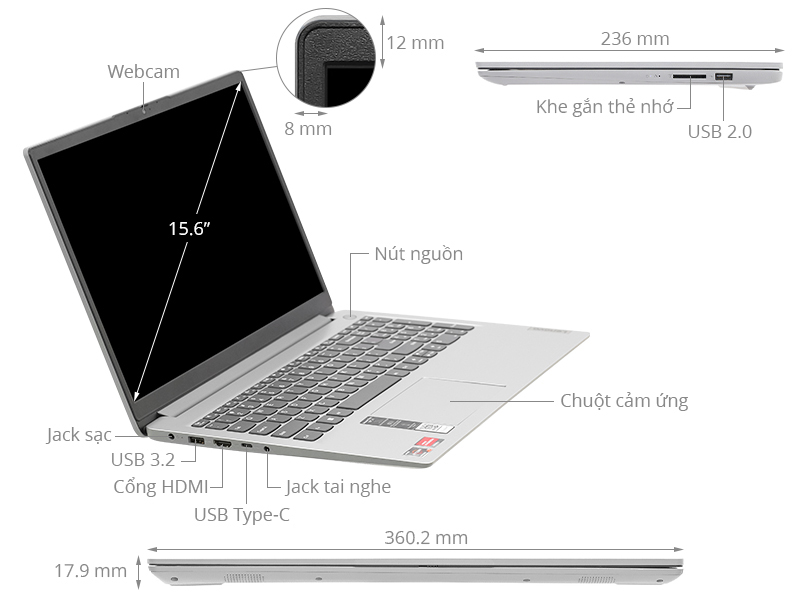 12 mm
8 mm
236 mm
Khe gắn thẻ nhớ
USB 2.0
Webcam
15.6”
Nút nguồn
Chuột cảm ứng
Jack sạc
USB 3.2
Cổng HDMI
Jack tai nghe
USB Type-C
360.2 mm
17.9 mm